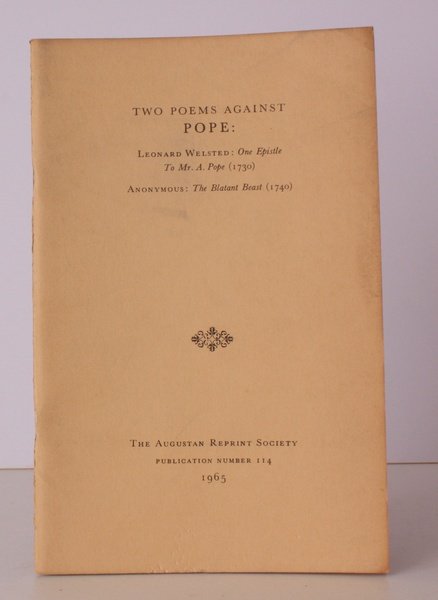 TWO POEMS AGAINST
POPE:
LEONARD WELSTED: One Epistle
To Mr. A. Pope (1730)
ANONYMOUS: The Blatant Beast (1740)
THE AUGUSTAN REPRINT SOCIETY
PUBLICATION NUMBER 114
1965